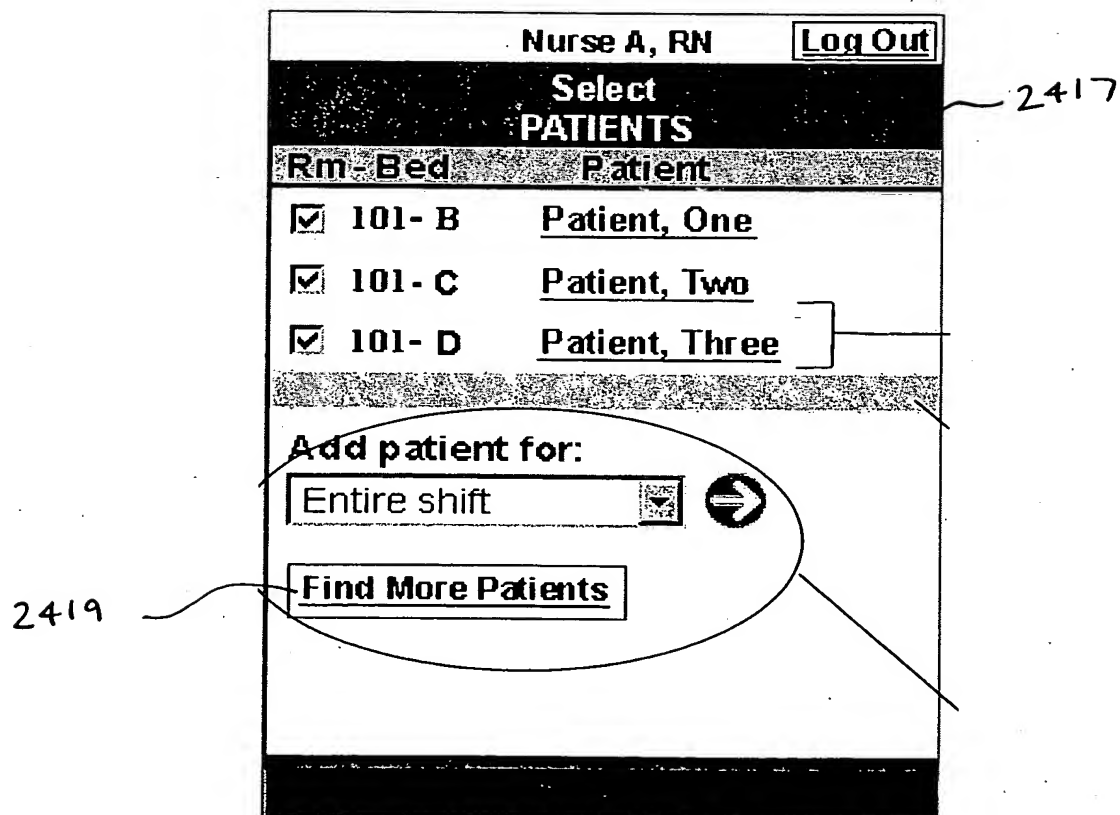 Nurse A, RN Log Out
Select
PATIENTS
2417
Rm - Bed Patient
101- B Patient, One
101- C Patient, Two
101- D Patient, Three
Add patient for:
Entire shift
Find More Patients
2419